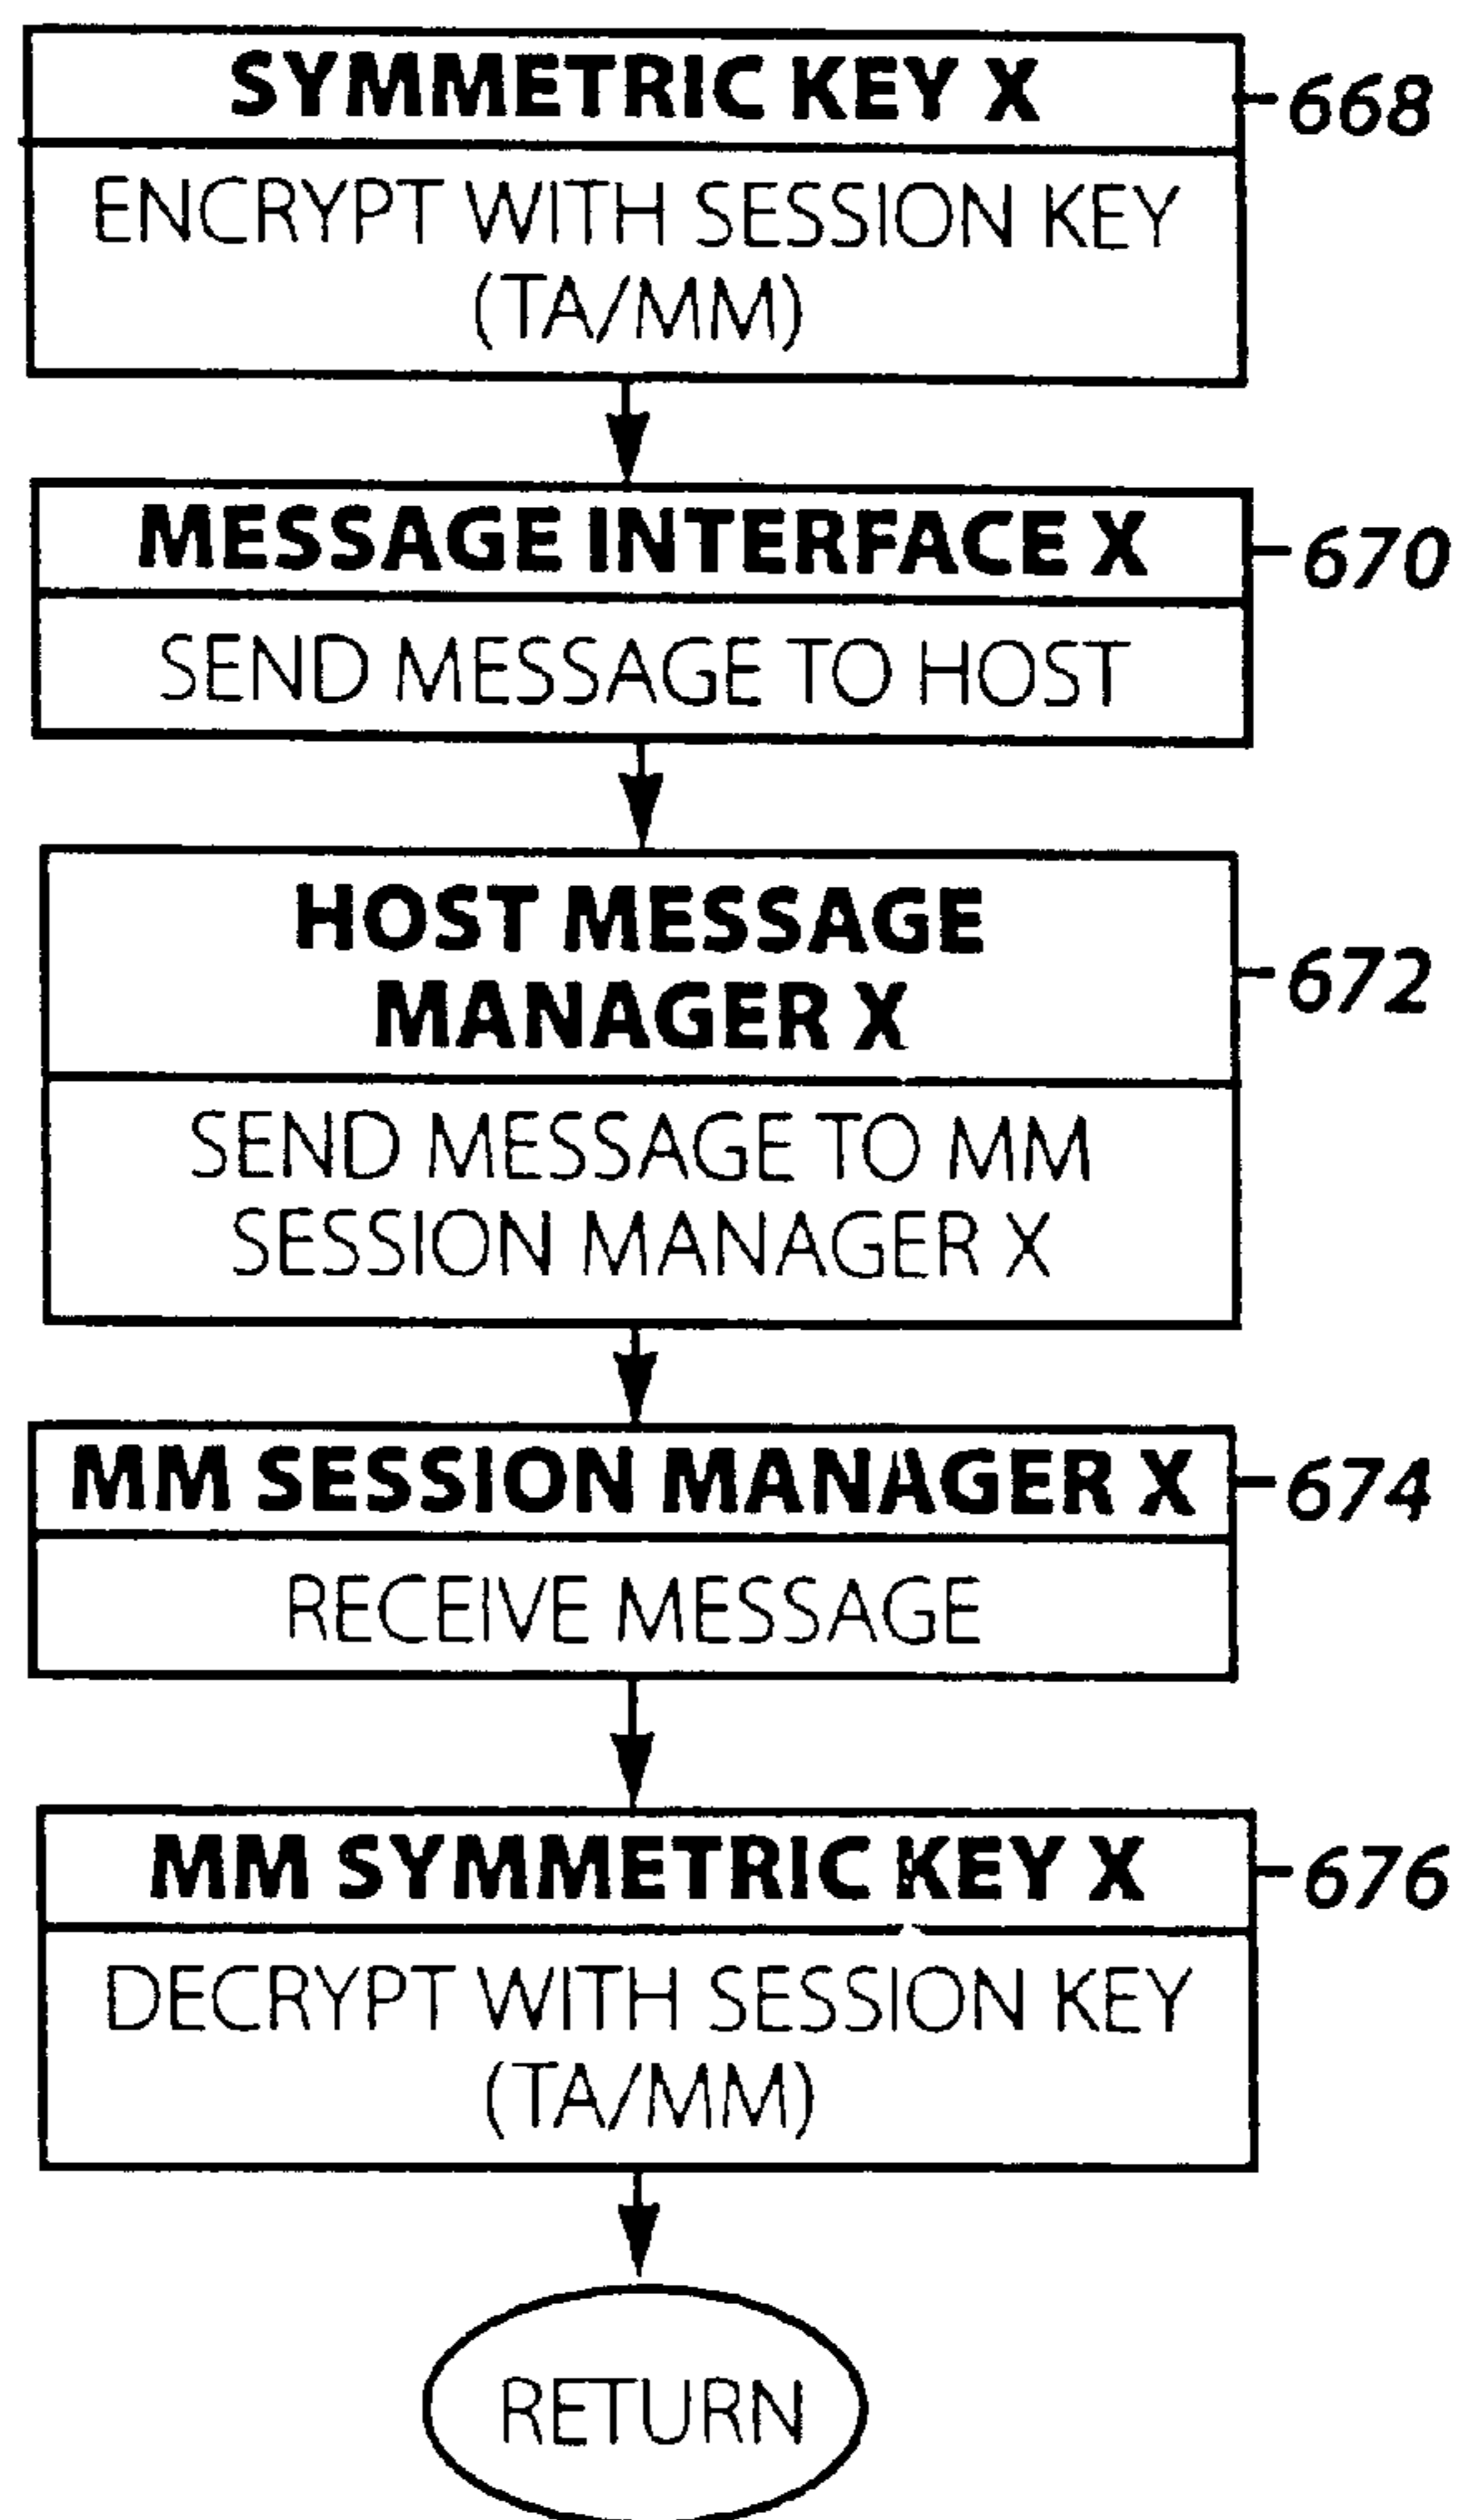 SYMMETRIC KEY X
668
ENCRYPT WITH SESSION KEY
(TA/MM)
MESSAGE INTERFACE X
670
SEND MESSAGE TO HOST
HOST MESSAGE
MANAGER X
672
SEND MESSAGE TO MM
SESSION MANAGER X
MM SESSION MANAGER X
674
RECEIVE MESSAGE
MM SYMMETRIC KEY X
676
DECRYPT WITH SESSION KEY
(TA/MM)
RETURN